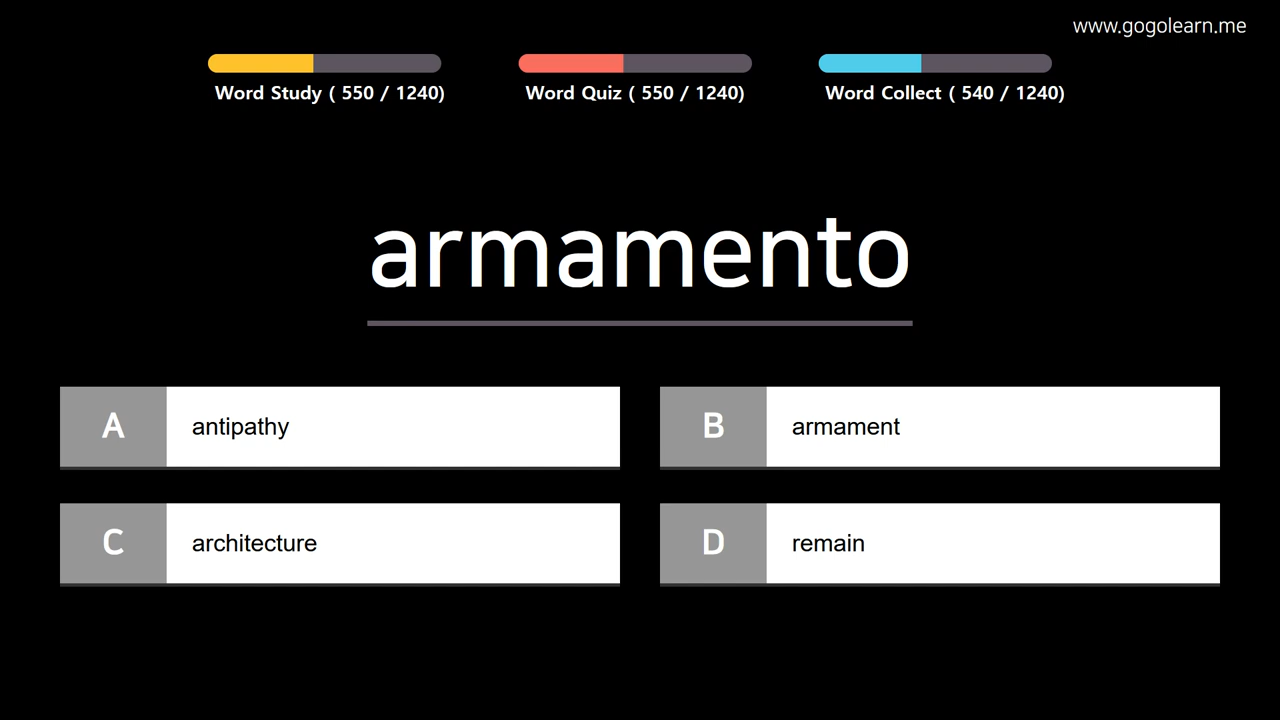 www.gogolearn.me
Word Study ( 550 / 1240)
Word Quiz ( 550 / 1240)
Word Collect ( 540 / 1240)
armamento
A antipathy
B armament
C architecture
D remain